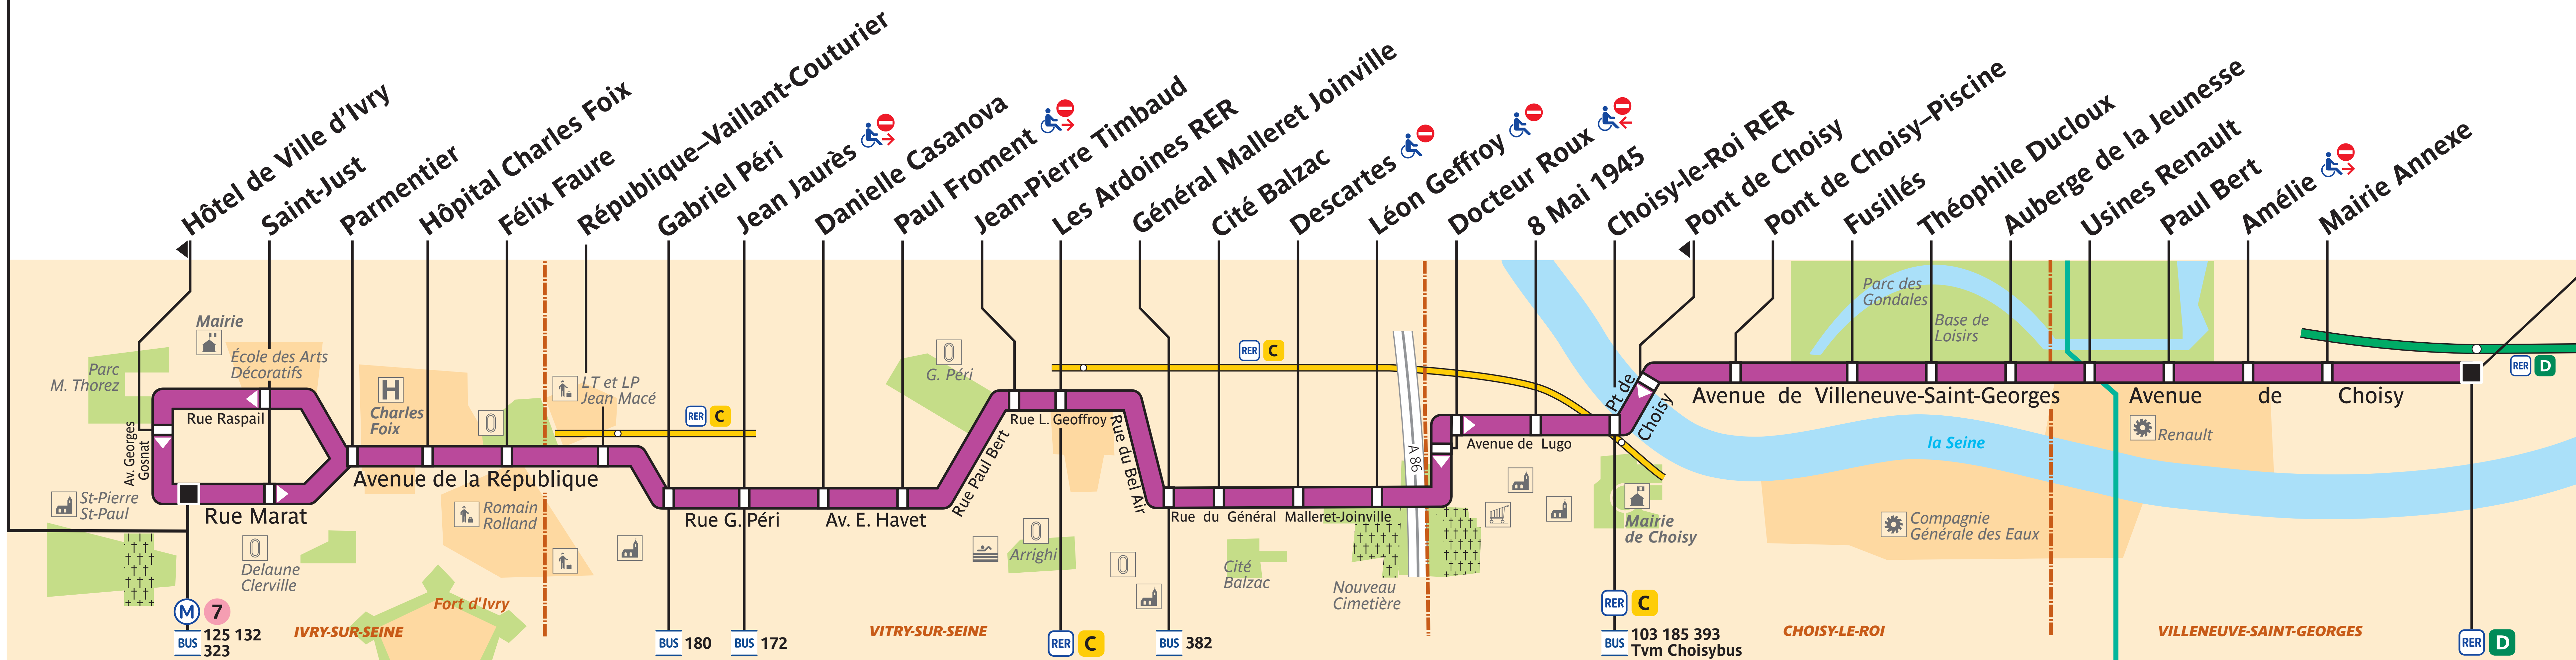 Hôtel de Ville d'Ivry
Saint-Just
Parmentier
Hôpital Charles Foix
Félix Faure
République–Vaillant-Couturier
Gabriel Péri
Jean Jaurès
Danielle Casanova
Paul Froment
Jean-Pierre Timbaud
Les Ardoines RER
Général Malleret Joinville
Cité Balzac
Descartes
Léon Geffroy
Docteur Roux
8 Mai 1945
Choisy-le-Roi RER
Pont de Choisy
Pont de Choisy–Piscine
Fusillés
Théophile Ducloux
Auberge de la Jeunesse
Usines Renault
Paul Bert
Amélie
Mairie Annexe
Mairie
Parc
M. Thorez
École des Arts
Décoratifs
Rue Raspail
Av. Georges
Gosnat
St-Pierre
St-Paul
Rue Marat
Delaune
Clerville
M 7
BUS 125 132
323
IVRY-SUR-SEINE
H
Charles
Foix
Avenue de la République
Romain
Rolland
Fort d'Ivry
LT et LP
Jean Macé
RER C
Rue G. Péri
Av. E. Havet
BUS 180
BUS 172
G. Péri
Rue Paul Bert
Rue L. Geoffroy
Rue du Bel Air
Arrighi
VITRY-SUR-SEINE
RER C
BUS 382
RER C
Rue du Général Malleret-Joinville
Cité
Balzac
Nouveau
Cimetière
A 86
Avenue de Lugo
Pt de
Choisy
Mairie
de Choisy
RER C
BUS 103 185 393
Tvm Choisybus
Parc des
Gondales
Base de
Loisirs
Avenue de Villeneuve-Saint-Georges
la Seine
Compagnie
Générale des Eaux
CHOISY-LE-ROI
Avenue de Choisy
Renault
VILLENEUVE-SAINT-GEORGES
RER D
RER D